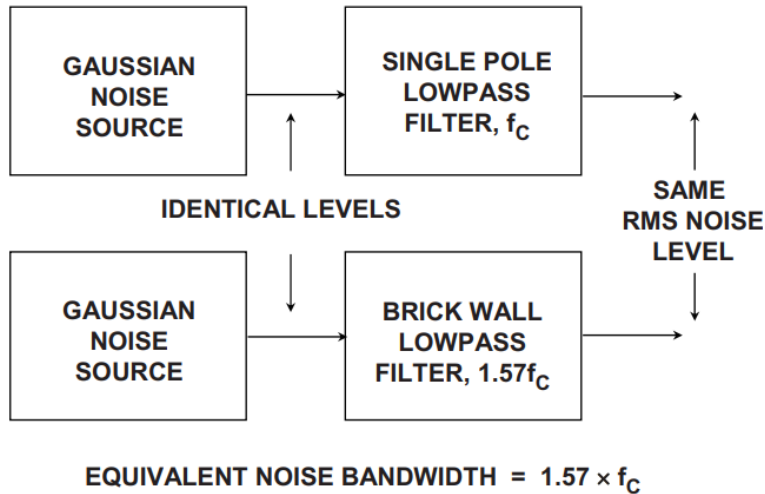 GAUSSIAN
NOISE
SOURCE
SINGLE POLE
LOWPASS
FILTER, fC
IDENTICAL LEVELS
SAME
RMS NOISE
LEVEL
GAUSSIAN
NOISE
SOURCE
BRICK WALL
LOWPASS
FILTER, 1.57fC
EQUIVALENT NOISE BANDWIDTH = 1.57 × fC